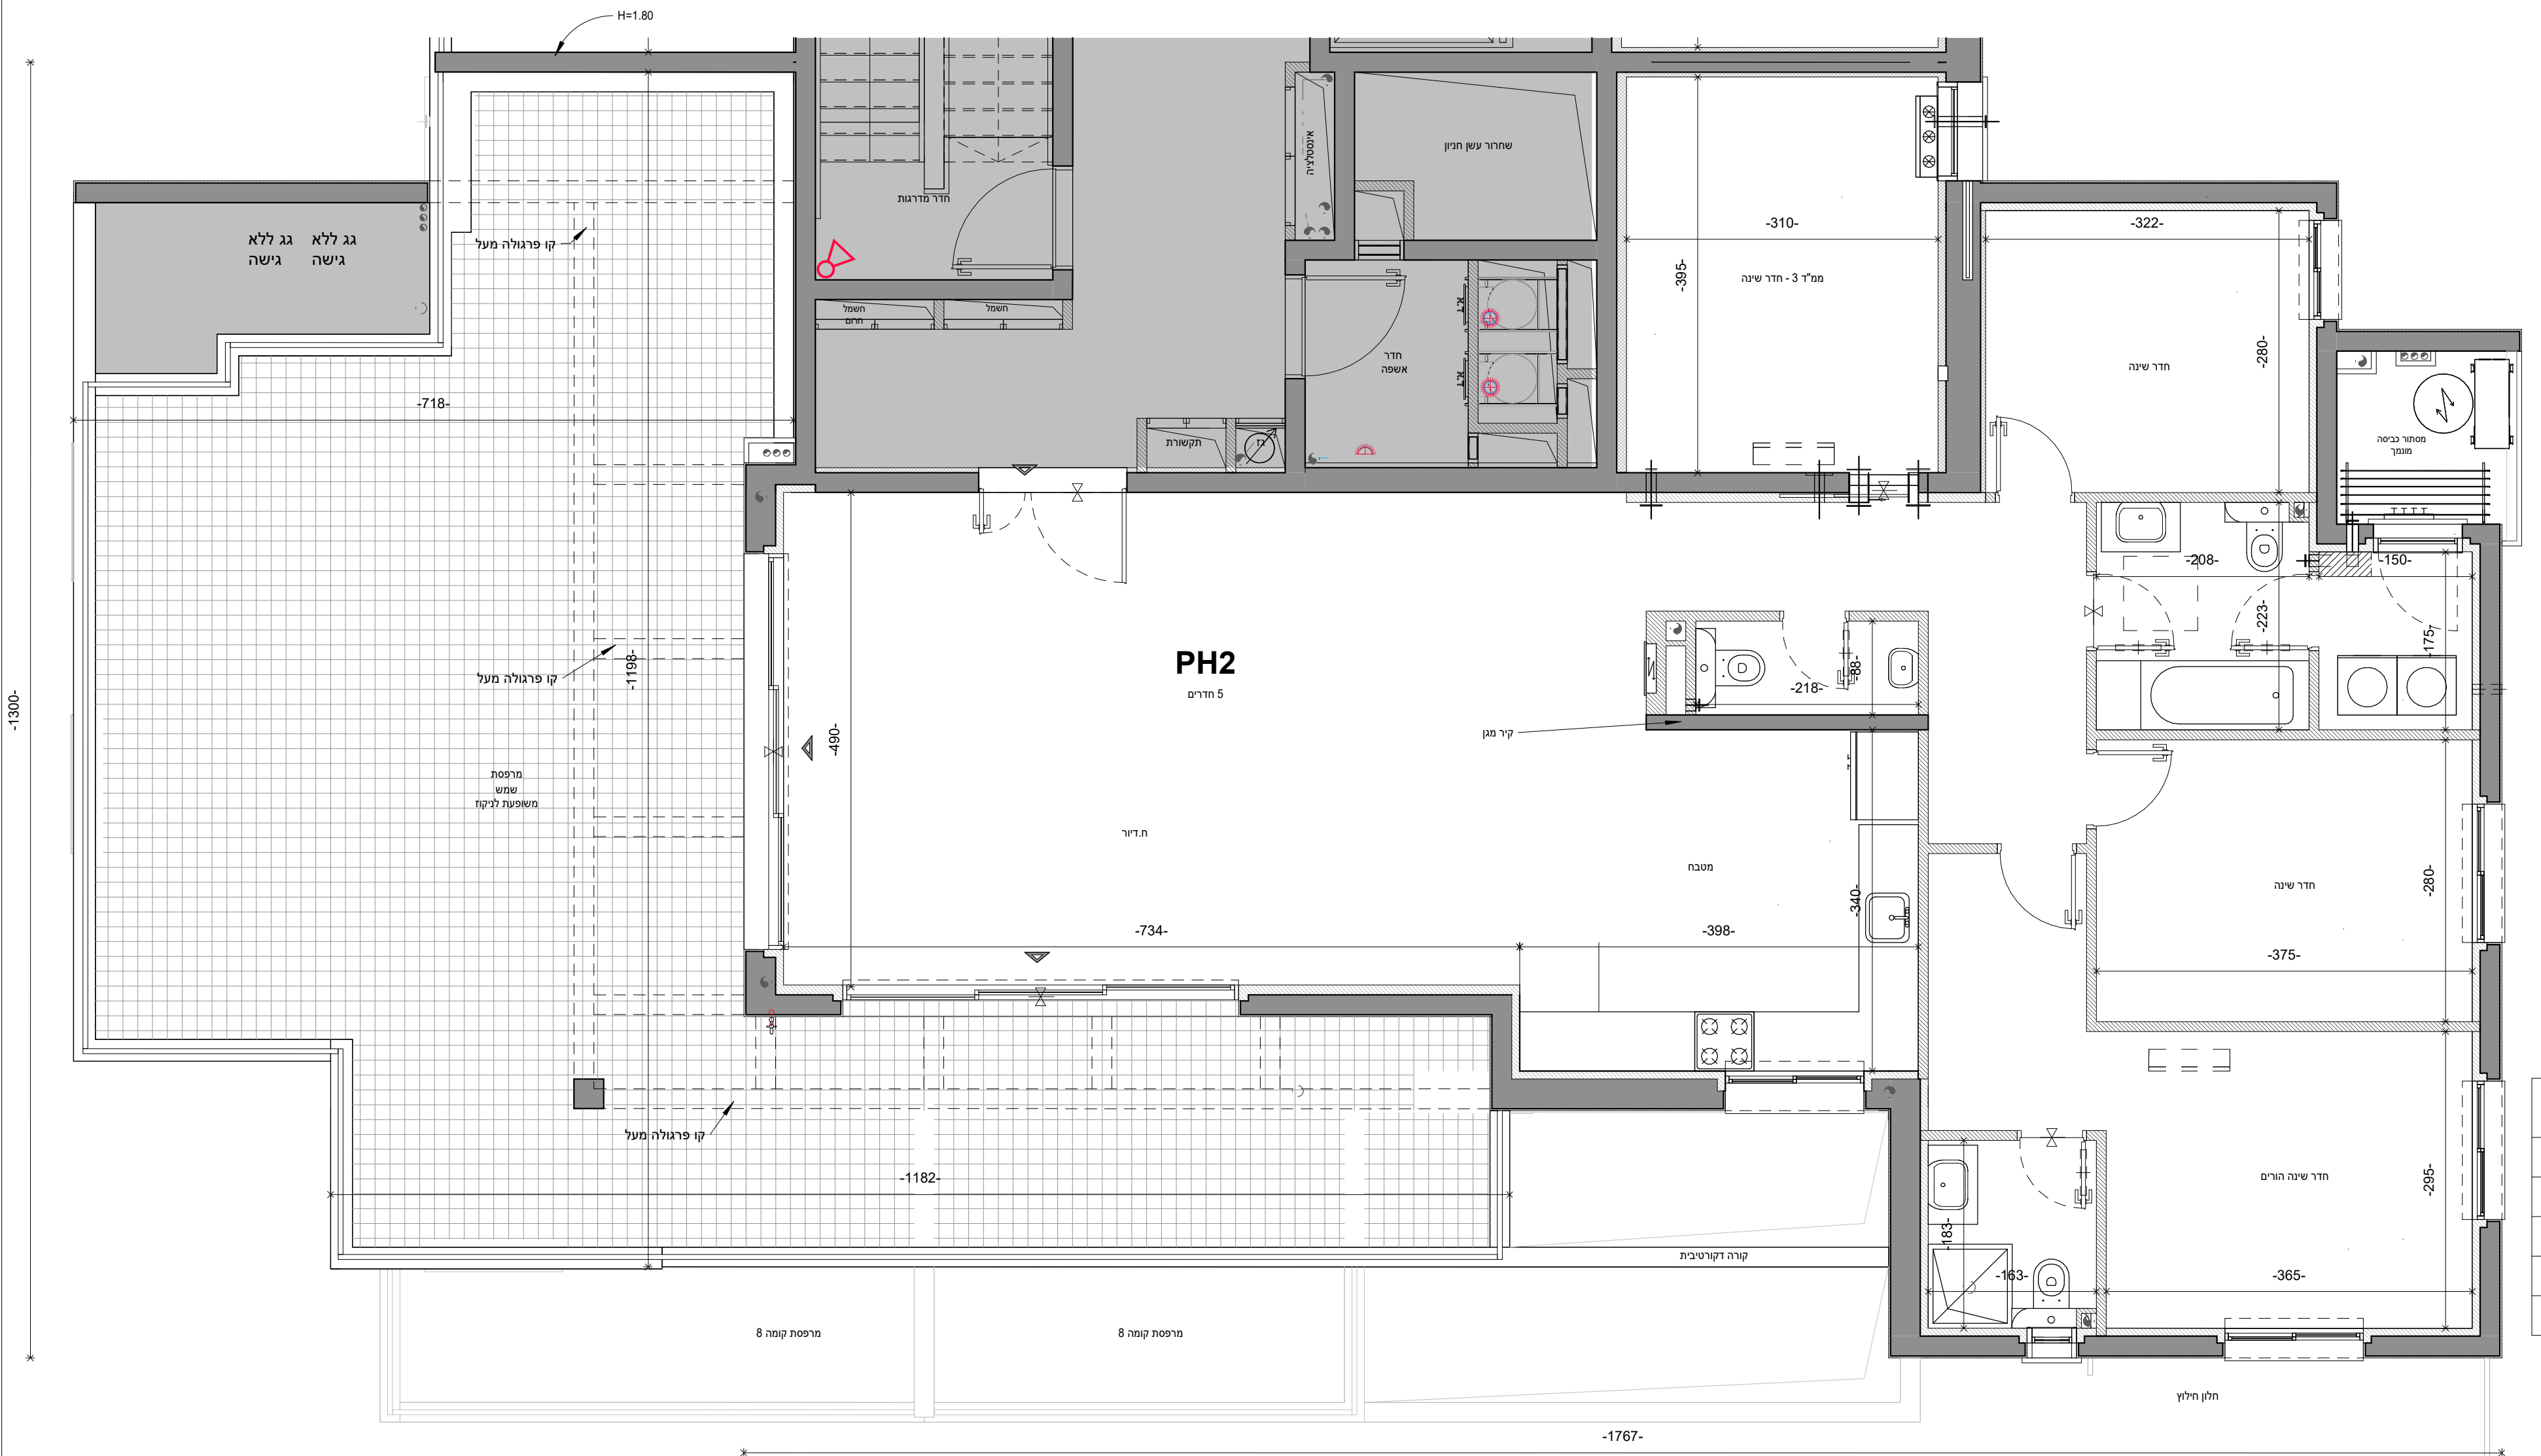 H=1.80
שחרור עשן חניון
אינסטלציה
חדר מדרגות
גג ללא גישה
גג ללא גישה
קו פרגולה מעל
-310-
-322-
-395-
ממ"ד 3 - חדר שינה
חשמל חרום
חשמל
חדר
אשפה
-280-
חדר שינה
-718-
תקשורת
גז
מסתור כביסה
מונמך
-208-
-150-
-223-
-175-
PH2
5 חדרים
-88-
-218-
קו פרגולה מעל
-1198-
-1300-
-490-
קיר מגן
מרפסת
שמש
משופעת לניקוז
ח.דיור
מטבח
-340-
-280-
חדר שינה
-734-
-398-
-375-
קו פרגולה מעל
-1182-
חדר שינה הורים
-295-
-183-
קורה דקורטיבית
-163-
-365-
מרפסת קומה 8
מרפסת קומה 8
חלון חילוץ
-1767-